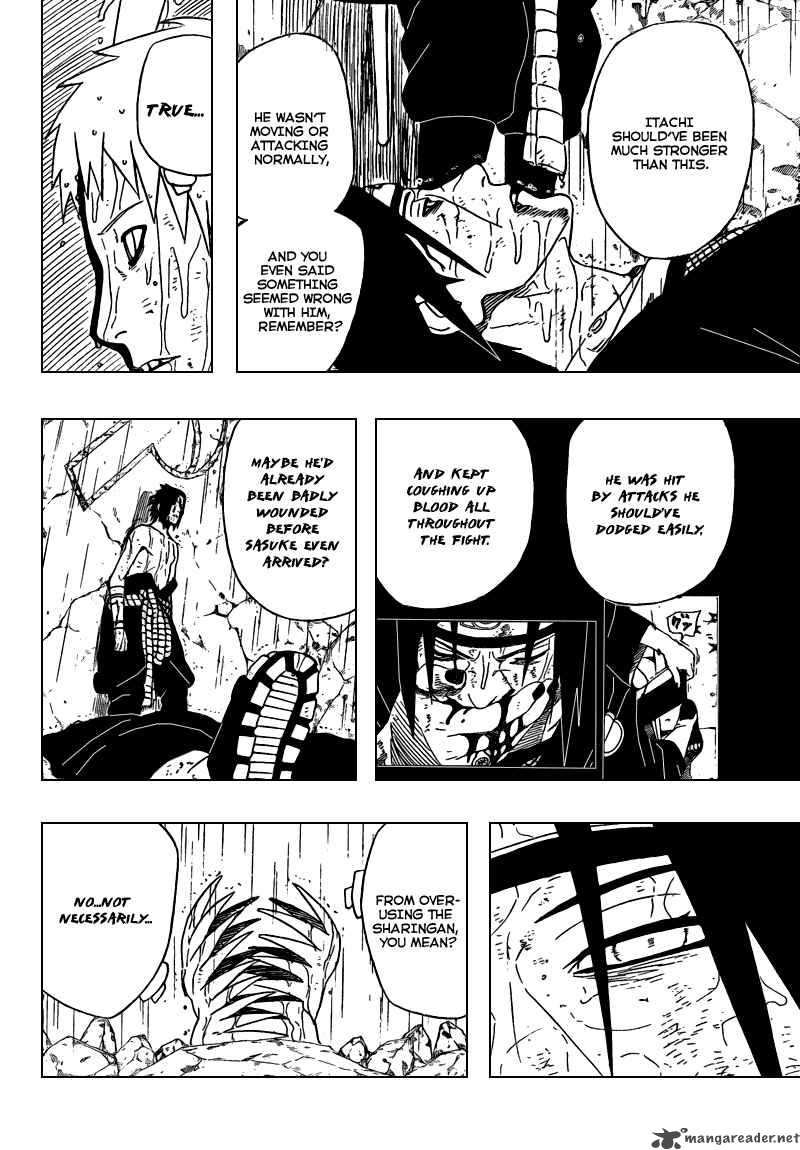 ITACHI
SHOULD'VE BEEN
MUCH STRONGER
THAN THIS.
HE WASN'T
MOVING OR
ATTACKING
NORMALLY,
AND YOU
EVEN SAID
SOMETHING
SEEMED WRONG
WITH HIM,
REMEMBER?
TRUE...
HE WAS HIT
BY ATTACKS HE
SHOULD'VE
DODGED EASILY,
AND KEPT
COUGHING UP
BLOOD ALL
THROUGHOUT
THE FIGHT.
MAYBE HE'D
ALREADY
BEEN BADLY
WOUNDED
BEFORE
SASUKE EVEN
ARRIVED?
FROM OVER-
USING THE
SHARINGAN,
YOU MEAN?
NO...NOT
NECESSARILY...
mangareader.net